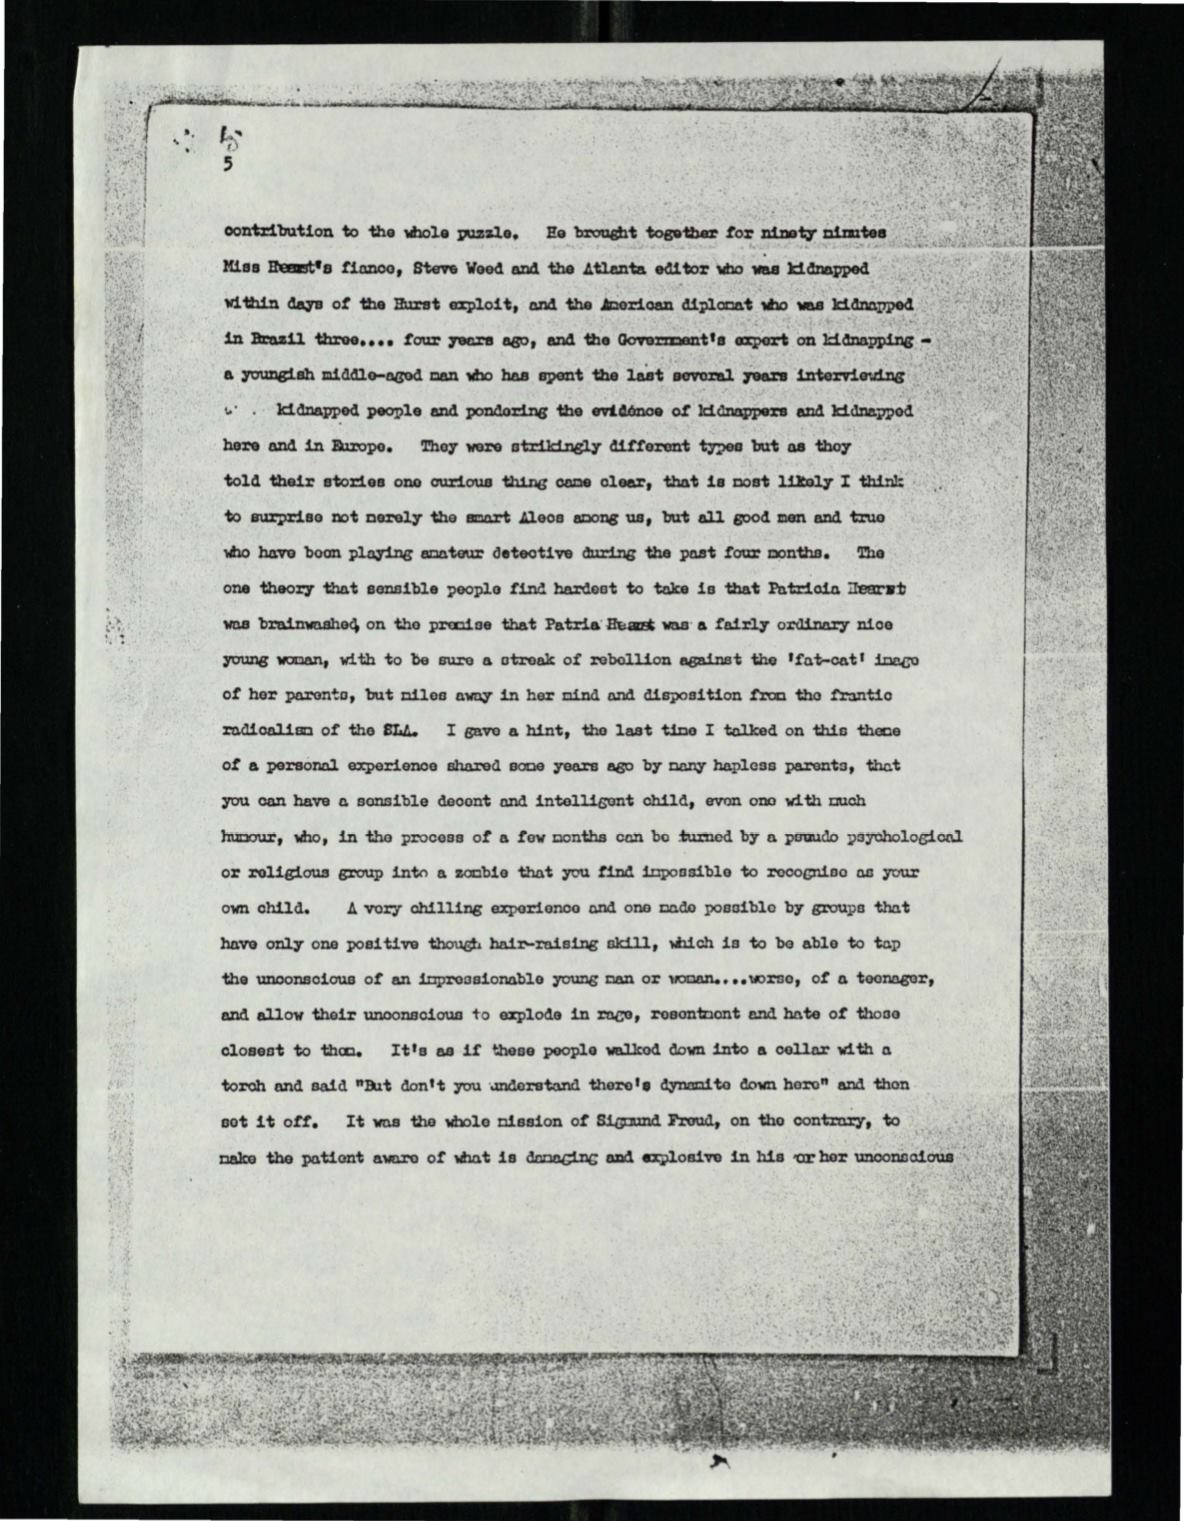 5
contribution to the whole puzzle. He brought together for ninety minutes
Miss Hearst's fiance, Steve Weed and the Atlanta editor who was kidnapped
within days of the Hurst exploit, and the American diplomat who was kidnapped
in Brazil three.... four years ago, and the Government's expert on kidnapping -
a youngish middle-aged man who has spent the last several years interviewing
kidnapped people and pondering the evidence of kidnappers and kidnapped
here and in Europe. They were strikingly different types but as they
told their stories one curious thing came clear, that is most likely I think
to surprise not merely the smart Alecs among us, but all good men and true
who have been playing amateur detective during the past four months. The
one theory that sensible people find hardest to take is that Patricia Hearst
was brainwashed, on the premise that Patria Hearst was a fairly ordinary nice
young woman, with to be sure a streak of rebellion against the 'fat-cat' image
of her parents, but miles away in her mind and disposition from the frantic
radicalism of the SLA. I gave a hint, the last time I talked on this theme
of a personal experience shared some years ago by many hapless parents, that
you can have a sensible decent and intelligent child, even one with much
humour, who, in the process of a few months can be turned by a pseudo psychological
or religious group into a zombie that you find impossible to recognise as your
own child. A very chilling experience and one made possible by groups that
have only one positive though hair-raising skill, which is to be able to tap
the unconscious of an impressionable young man or woman....worse, of a teenager,
and allow their unconscious to explode in rage, resentment and hate of those
closest to them. It's as if these people walked down into a cellar with a
torch and said "But don't you understand there's dynamite down here" and then
set it off. It was the whole mission of Sigmund Freud, on the contrary, to
make the patient aware of what is damaging and explosive in his or her unconscious